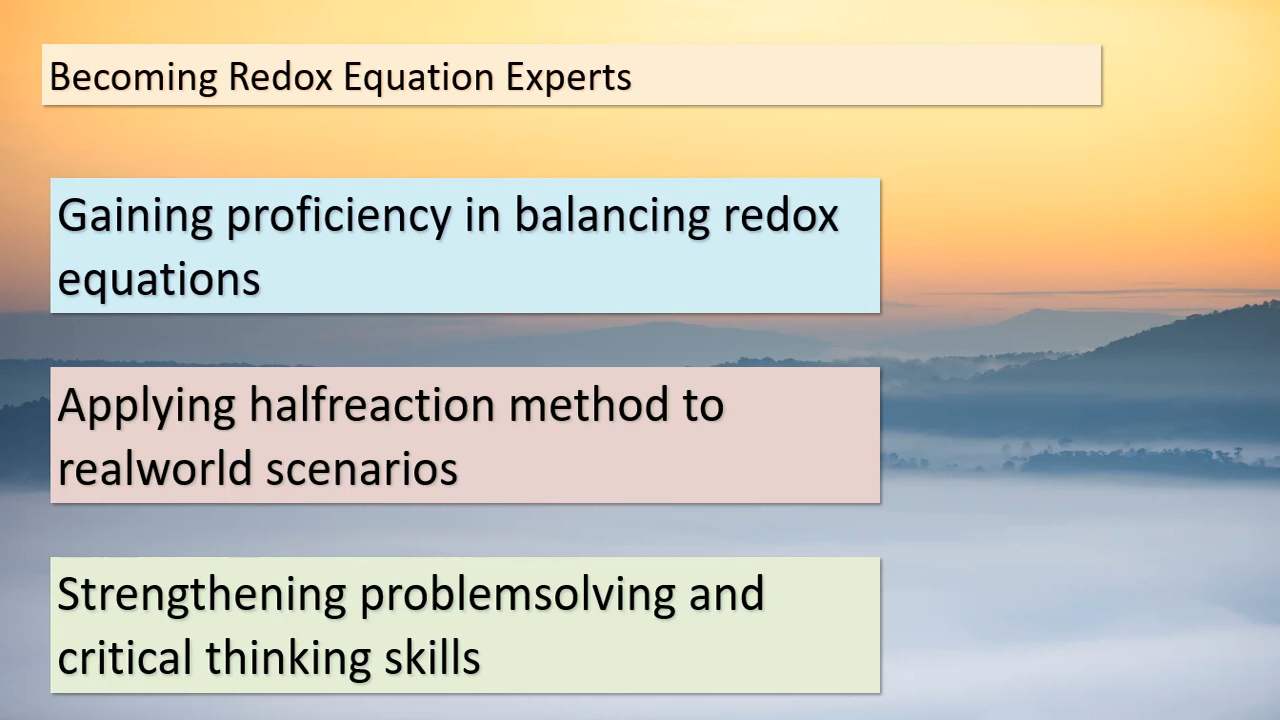 Becoming Redox Equation Experts
Gaining proficiency in balancing redox
equations
Applying halfreaction method to
realworld scenarios
Strengthening problemsolving and
critical thinking skills